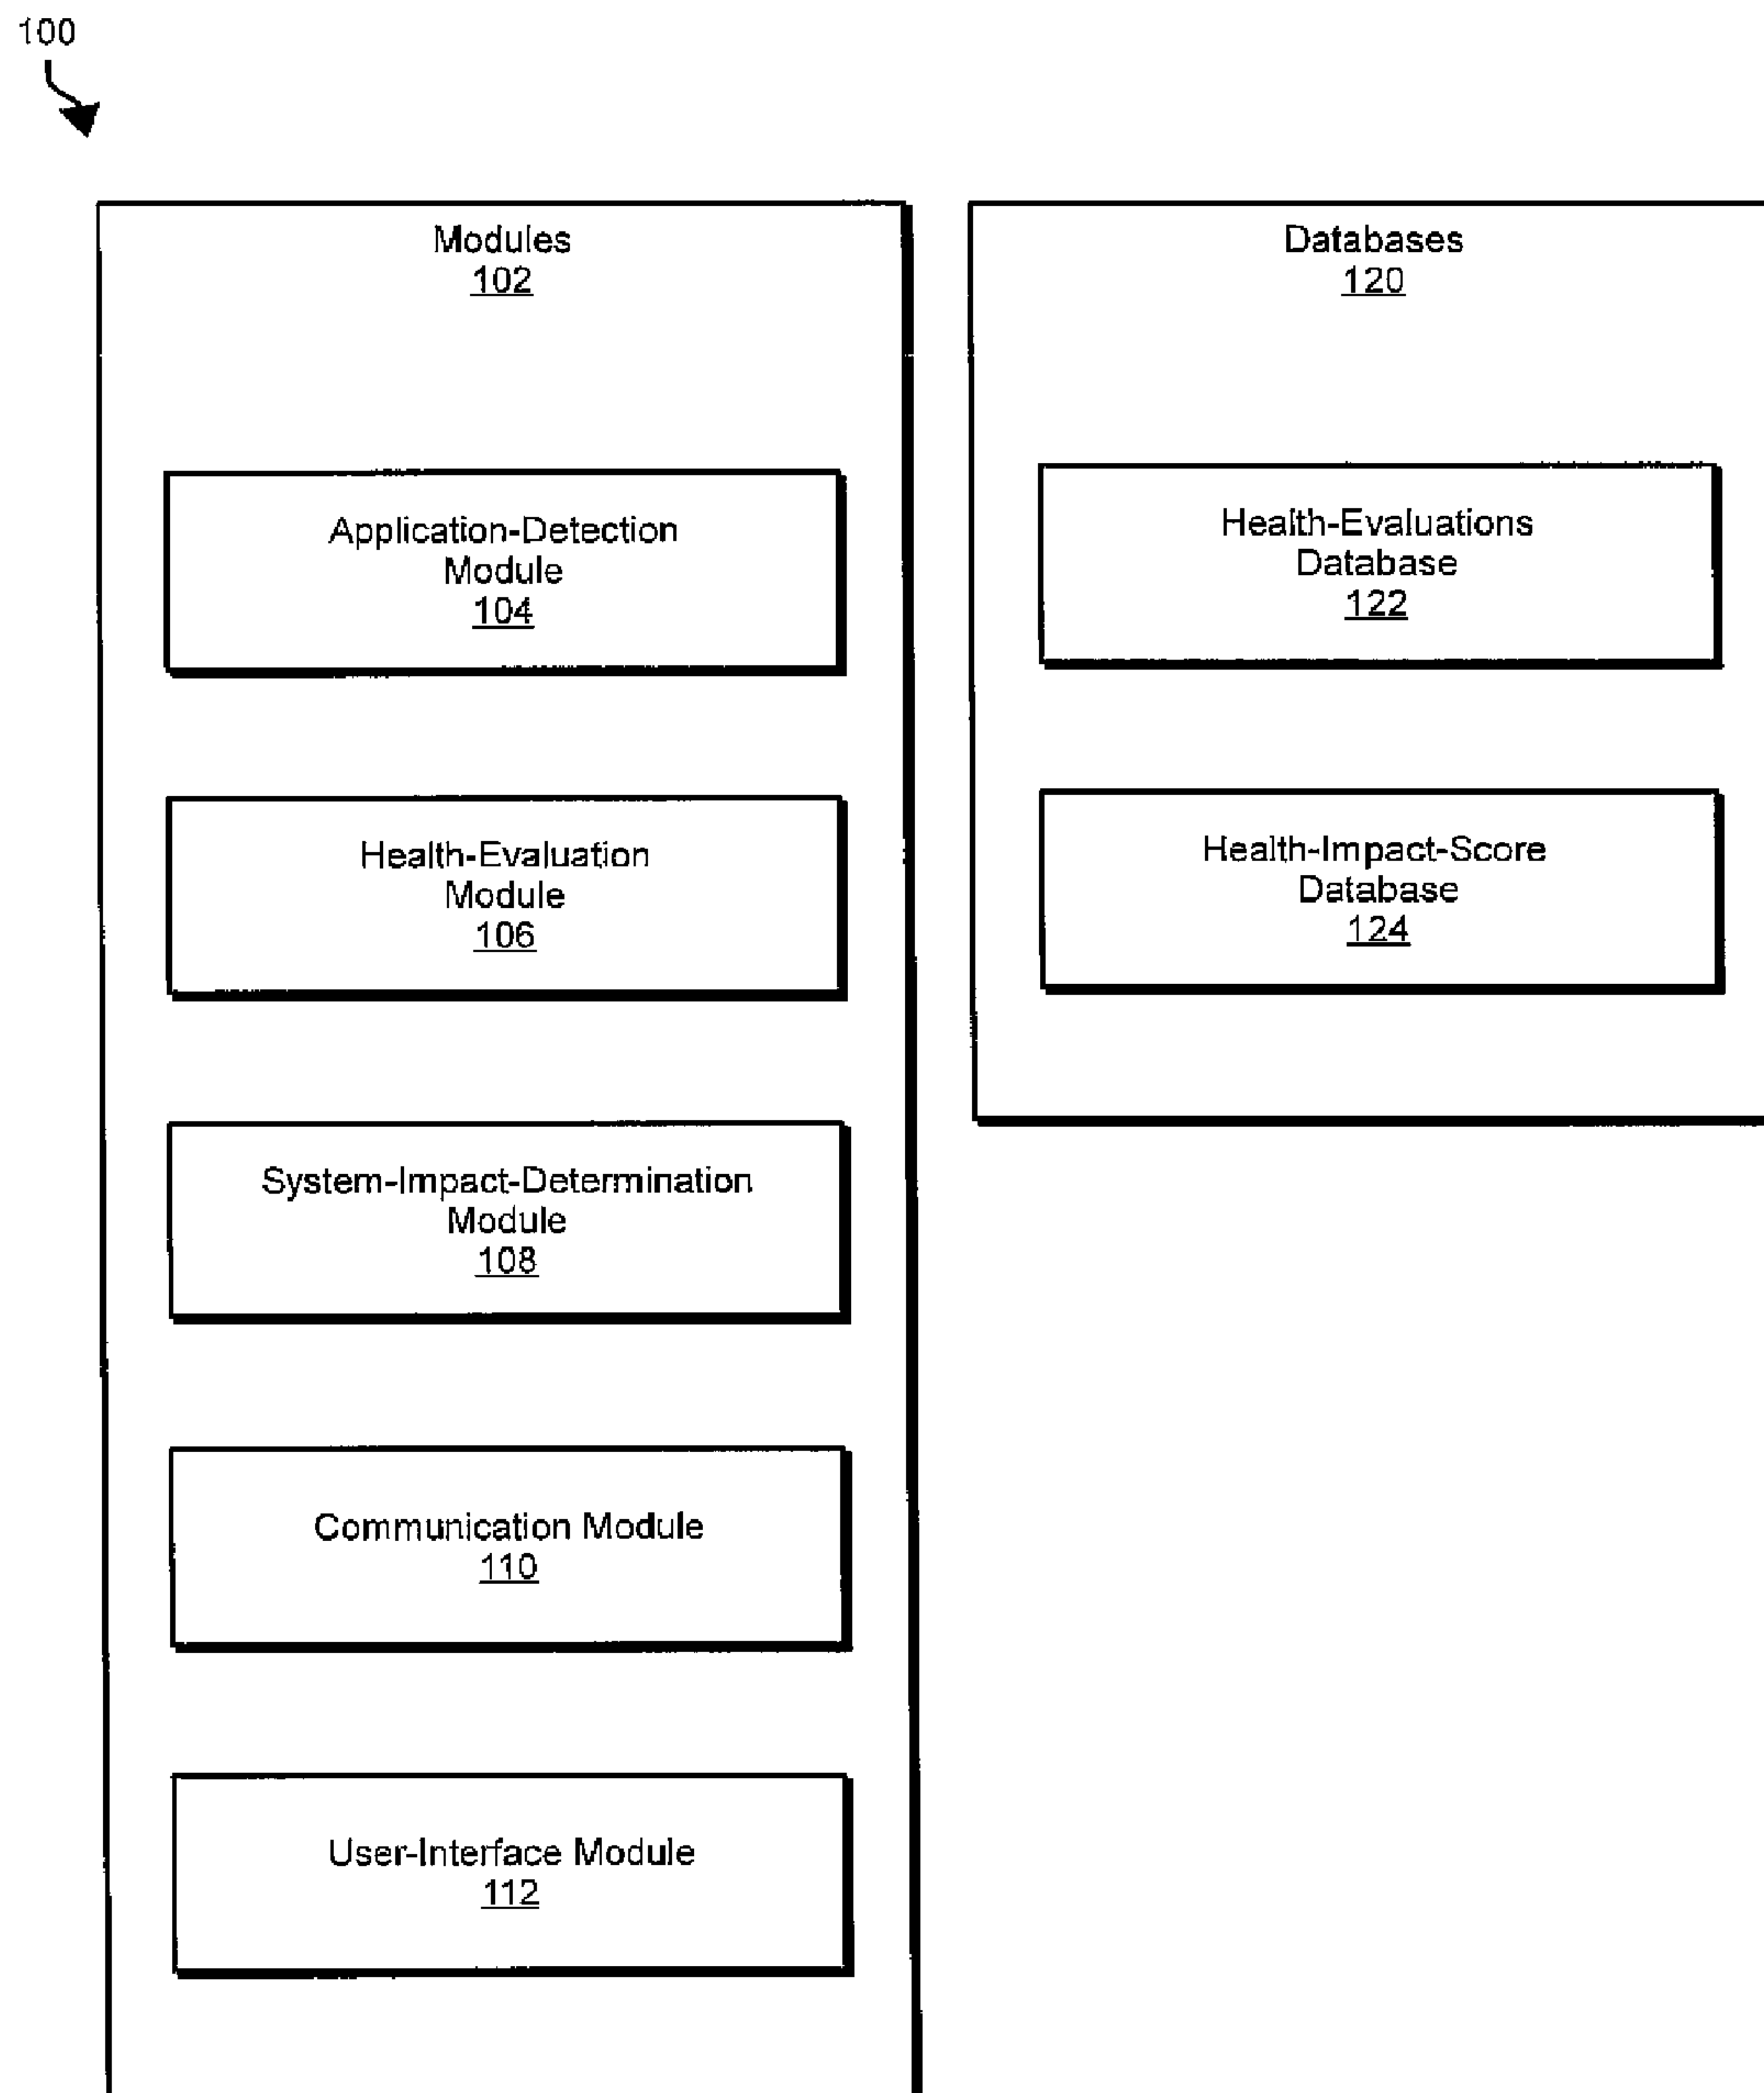 100
Modules
102
Application-Detection
Module
104
Health-Evaluation
Module
106
System-Impact-Determination
Module
108
Communication Module
110
User-Interface Module
112
Databases
120
Health-Evaluations
Database
122
Health-Impact-Score
Database
124